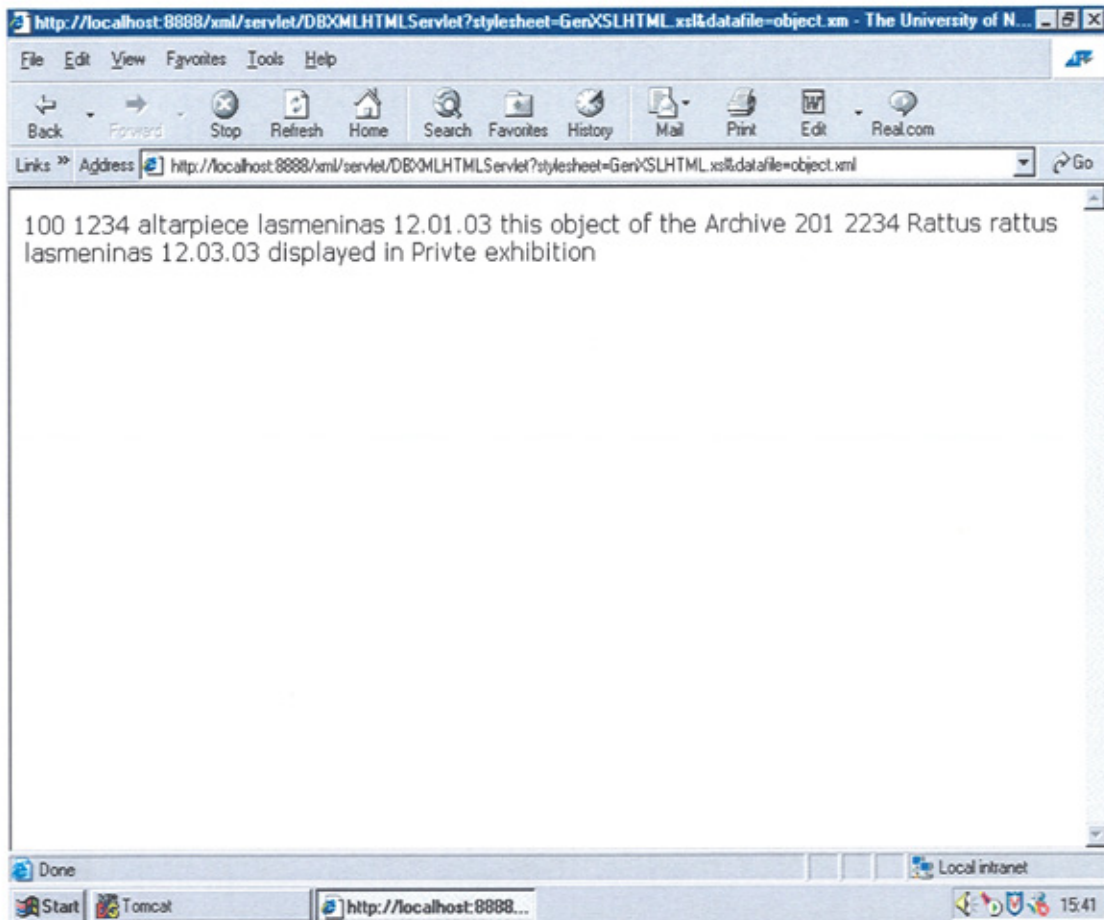 http://localhost:8888/xml/servlet/DBXMLHTMLServlet?stylesheet=GenXSLHTML.xsl&datafile=object.xm - The University of N...
File Edit View Favorites Tools Help
Back Forward Stop Refresh Home Search Favorites History Mail Print Edit Real.com
Links » Address http://localhost:8888/xml/servlet/DBXMLHTMLServlet?stylesheet=GenXSLHTML.xsl&datafile=object.xml Go
100 1234 altarpiece lasmeninas 12.01.03 this object of the Archive 201 2234 Rattus rattus
lasmeninas 12.03.03 displayed in Privte exhibition
Done Local intranet
Start Tomcat http://localhost:8888... 15:41